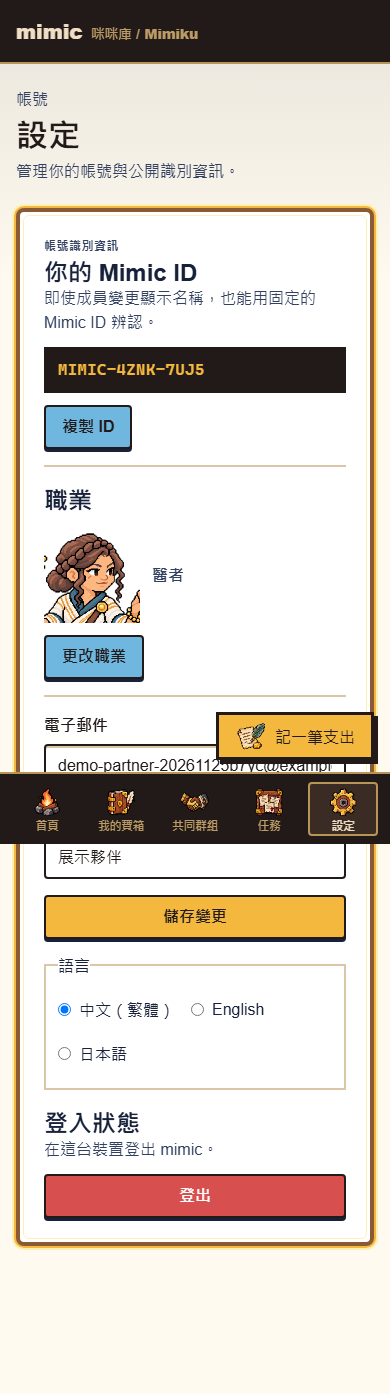 mimic 咪咪庫 / Mimiku
帳號
設定
管理你的帳號與公開識別資訊。
帳號識別資訊
你的 Mimic ID
即使成員變更顯示名稱，也能用固定的
Mimic ID 辨認。
MIMIC-4ZNK-7UJ5
複製 ID
職業
醫者
更改職業
電子郵件
記一筆支出
demo-partner-20261125b7yc@exampl
首頁 我的寶箱 共同群組 任務 設定
展示夥伴
儲存變更
語言
中文（繁體） English
日本語
登入狀態
在這台裝置登出 mimic。
登出